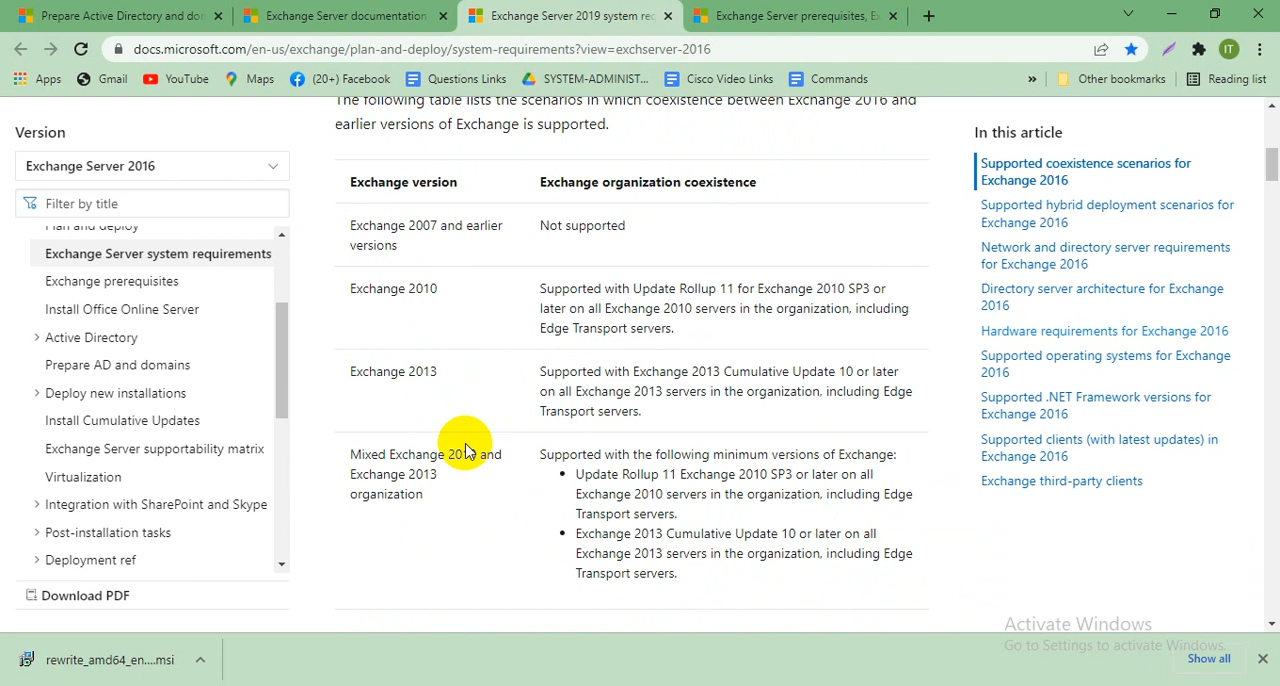 Prepare Active Directory and do
Exchange Server documentation
Exchange Server 2019 system re
Exchange Server prerequisites, E
docs.microsoft.com/en-us/exchange/plan-and-deploy/system-requirements?view=exchserver-2016
IT
Apps
Gmail
YouTube
Maps
(20+) Facebook
Questions Links
SYSTEM-ADMINIST...
Cisco Video Links
Commands
»
Other bookmarks
Reading list
Version
Exchange Server 2016
Filter by title
Plan and deploy
Exchange Server system requirements
Exchange prerequisites
Install Office Online Server
Active Directory
Prepare AD and domains
Deploy new installations
Install Cumulative Updates
Exchange Server supportability matrix
Virtualization
Integration with SharePoint and Skype
Post-installation tasks
Deployment ref
Download PDF
The following table lists the scenarios in which coexistence between Exchange 2016 and
earlier versions of Exchange is supported.
Exchange version
Exchange organization coexistence
Exchange 2007 and earlier
versions
Not supported
Exchange 2010
Supported with Update Rollup 11 for Exchange 2010 SP3 or
later on all Exchange 2010 servers in the organization, including
Edge Transport servers.
Exchange 2013
Supported with Exchange 2013 Cumulative Update 10 or later
on all Exchange 2013 servers in the organization, including Edge
Transport servers.
Mixed Exchange 2010 and
Exchange 2013
organization
Supported with the following minimum versions of Exchange:
• Update Rollup 11 Exchange 2010 SP3 or later on all
Exchange 2010 servers in the organization, including Edge
Transport servers.
• Exchange 2013 Cumulative Update 10 or later on all
Exchange 2013 servers in the organization, including Edge
Transport servers.
In this article
Supported coexistence scenarios for
Exchange 2016
Supported hybrid deployment scenarios for
Exchange 2016
Network and directory server requirements
for Exchange 2016
Directory server architecture for Exchange
2016
Hardware requirements for Exchange 2016
Supported operating systems for Exchange
2016
Supported .NET Framework versions for
Exchange 2016
Supported clients (with latest updates) in
Exchange 2016
Exchange third-party clients
Activate Windows
Go to Settings to activate Windows.
rewrite_amd64_en....msi
Show all